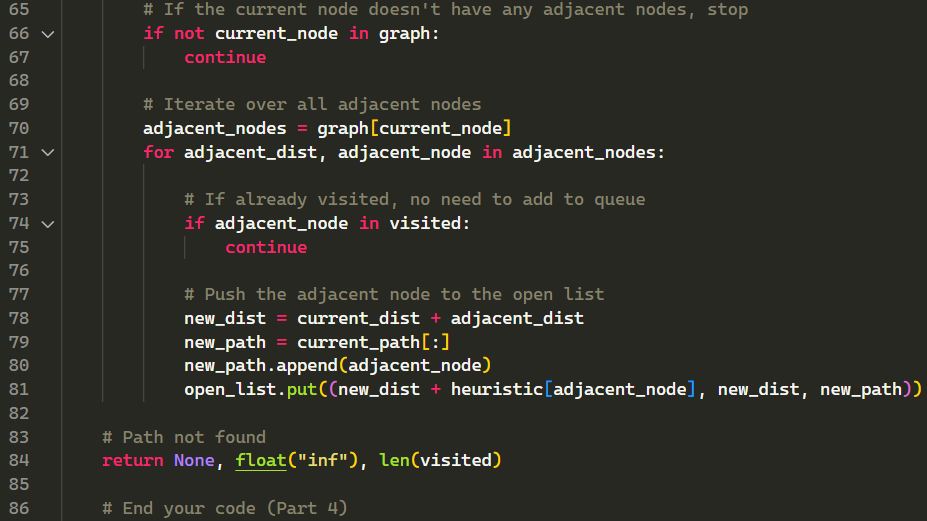 65 # If the current node doesn't have any adjacent nodes, stop
66 if not current_node in graph:
67 continue
68
69 # Iterate over all adjacent nodes
70 adjacent_nodes = graph[current_node]
71 for adjacent_dist, adjacent_node in adjacent_nodes:
72
73 # If already visited, no need to add to queue
74 if adjacent_node in visited:
75 continue
76
77 # Push the adjacent node to the open list
78 new_dist = current_dist + adjacent_dist
79 new_path = current_path[:]
80 new_path.append(adjacent_node)
81 open_list.put((new_dist + heuristic[adjacent_node], new_dist, new_path))
82
83 # Path not found
84 return None, float("inf"), len(visited)
85
86 # End your code (Part 4)